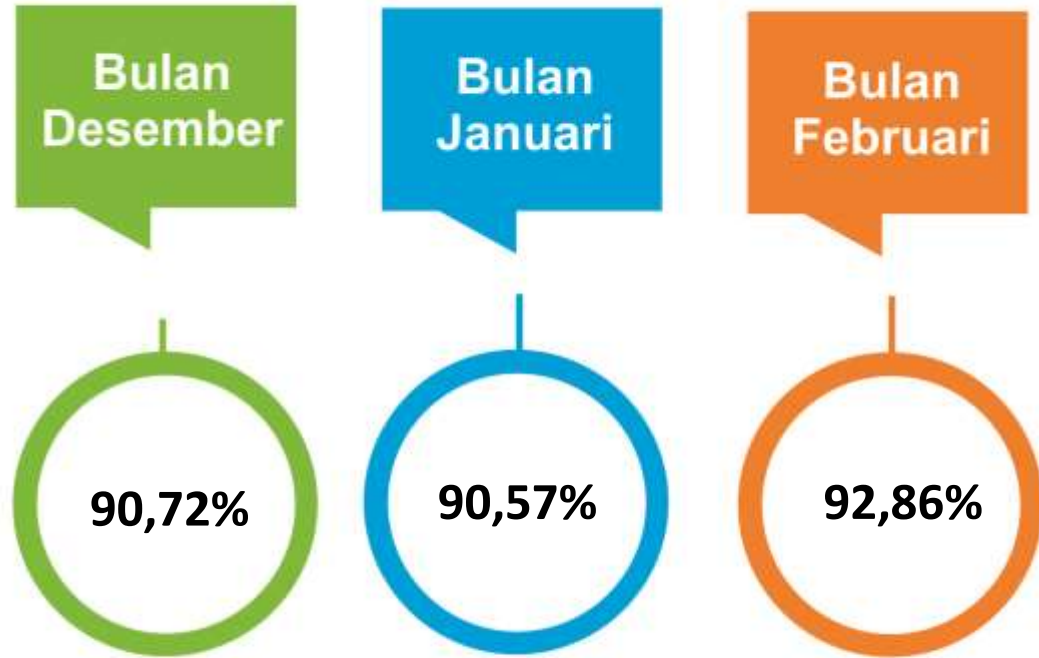 Bulan
Desember
Bulan
Januari
Bulan
Februari
90,72%
90,57%
92,86%